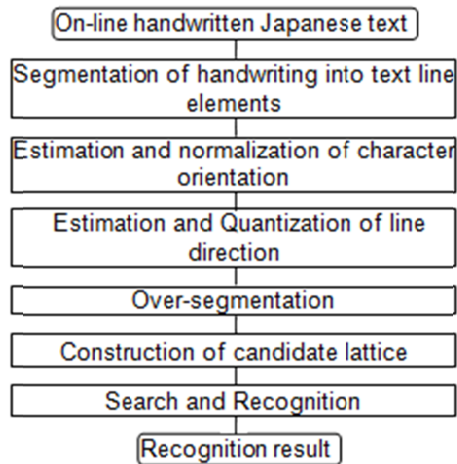 On-line handwritten Japanese text
Segmentation of handwriting into text line
elements
Estimation and normalization of character
orientation
Estimation and Quantization of line
direction
Over-segmentation
Construction of candidate lattice
Search and Recognition
Recognition result